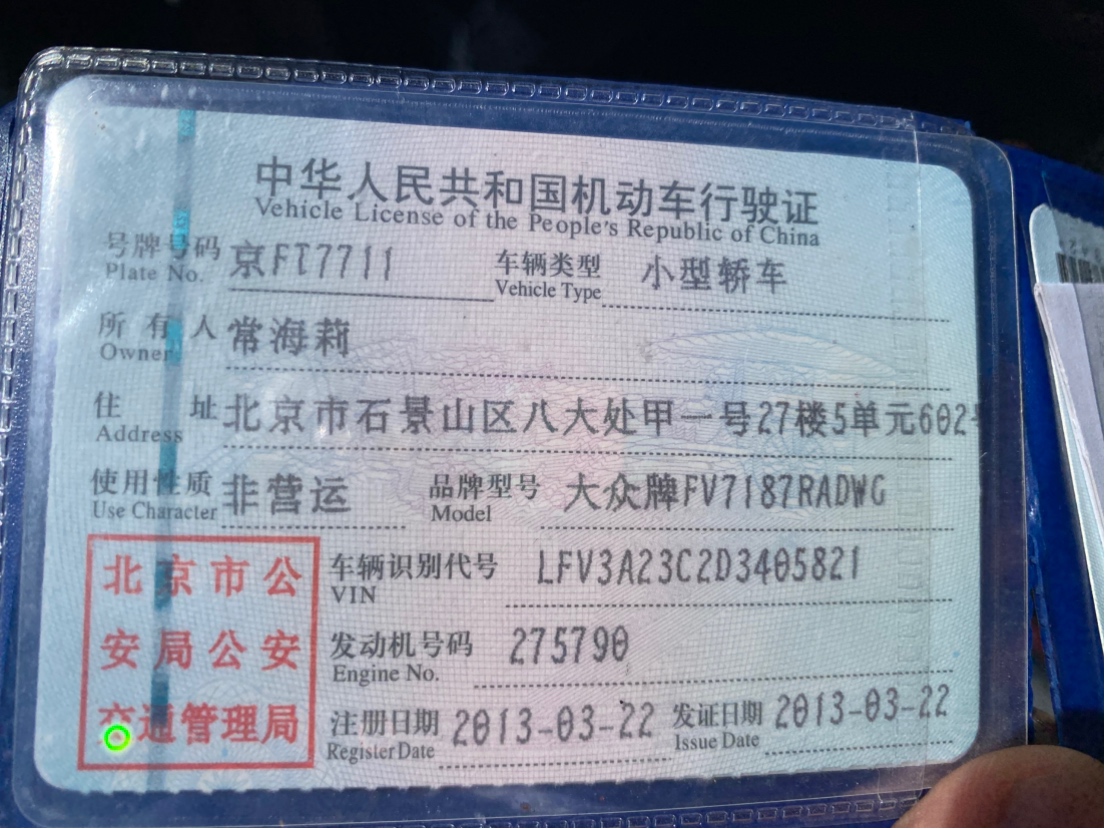 中华人民共和国机动车行驶证
Vehicle License of the People's Republic of China
号牌号码 京FT7711 车辆类型 小型轿车
Plate No. Vehicle Type
所有人 常海莉
Owner
住址 北京市石景山区八大处甲一号27楼5单元602号
Address
使用性质 非营运 品牌型号 大众牌FV7187RADWG
Use Character Model
北京市公 车辆识别代号 LFV3A23C2D3405821
VIN
安局公安 发动机号码 275790
Engine No.
交通管理局 注册日期 2013-03-22 发证日期 2013-03-22
Register Date Issue Date